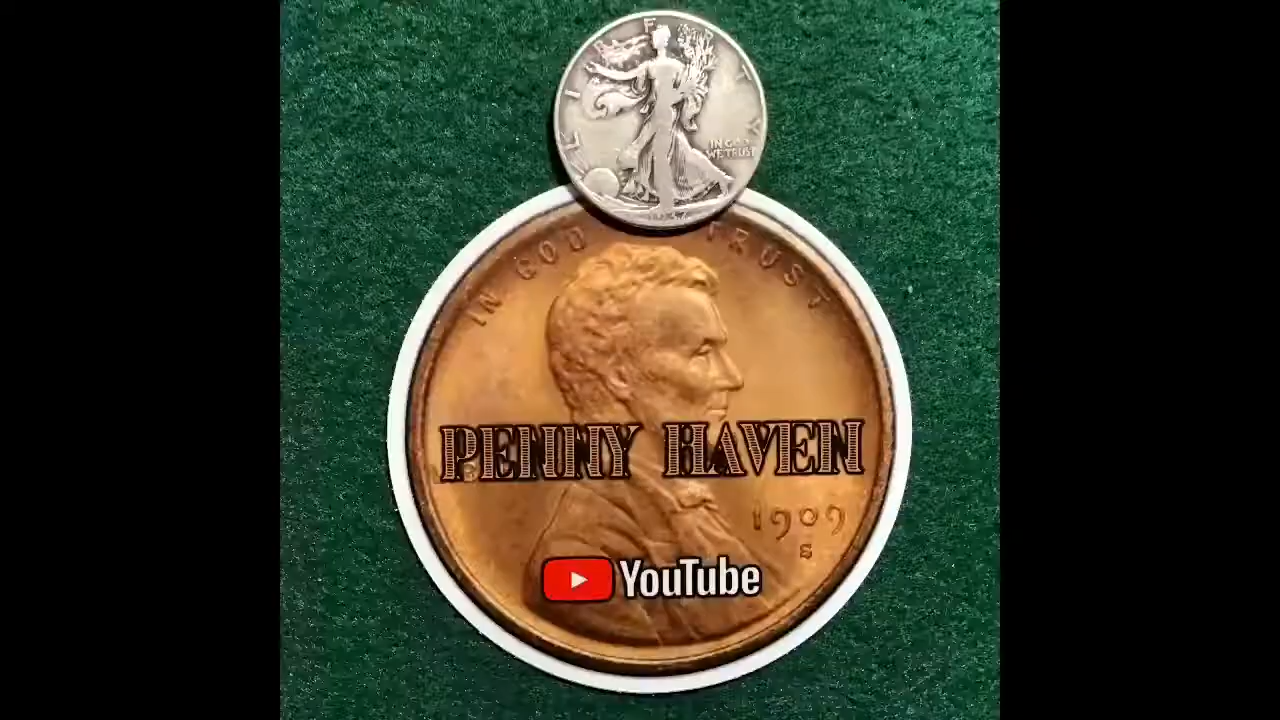 LIBERTY
IN GOD
WE TRUST
IN GOD TRUST
PENNY HAVEN
1909
S
YouTube